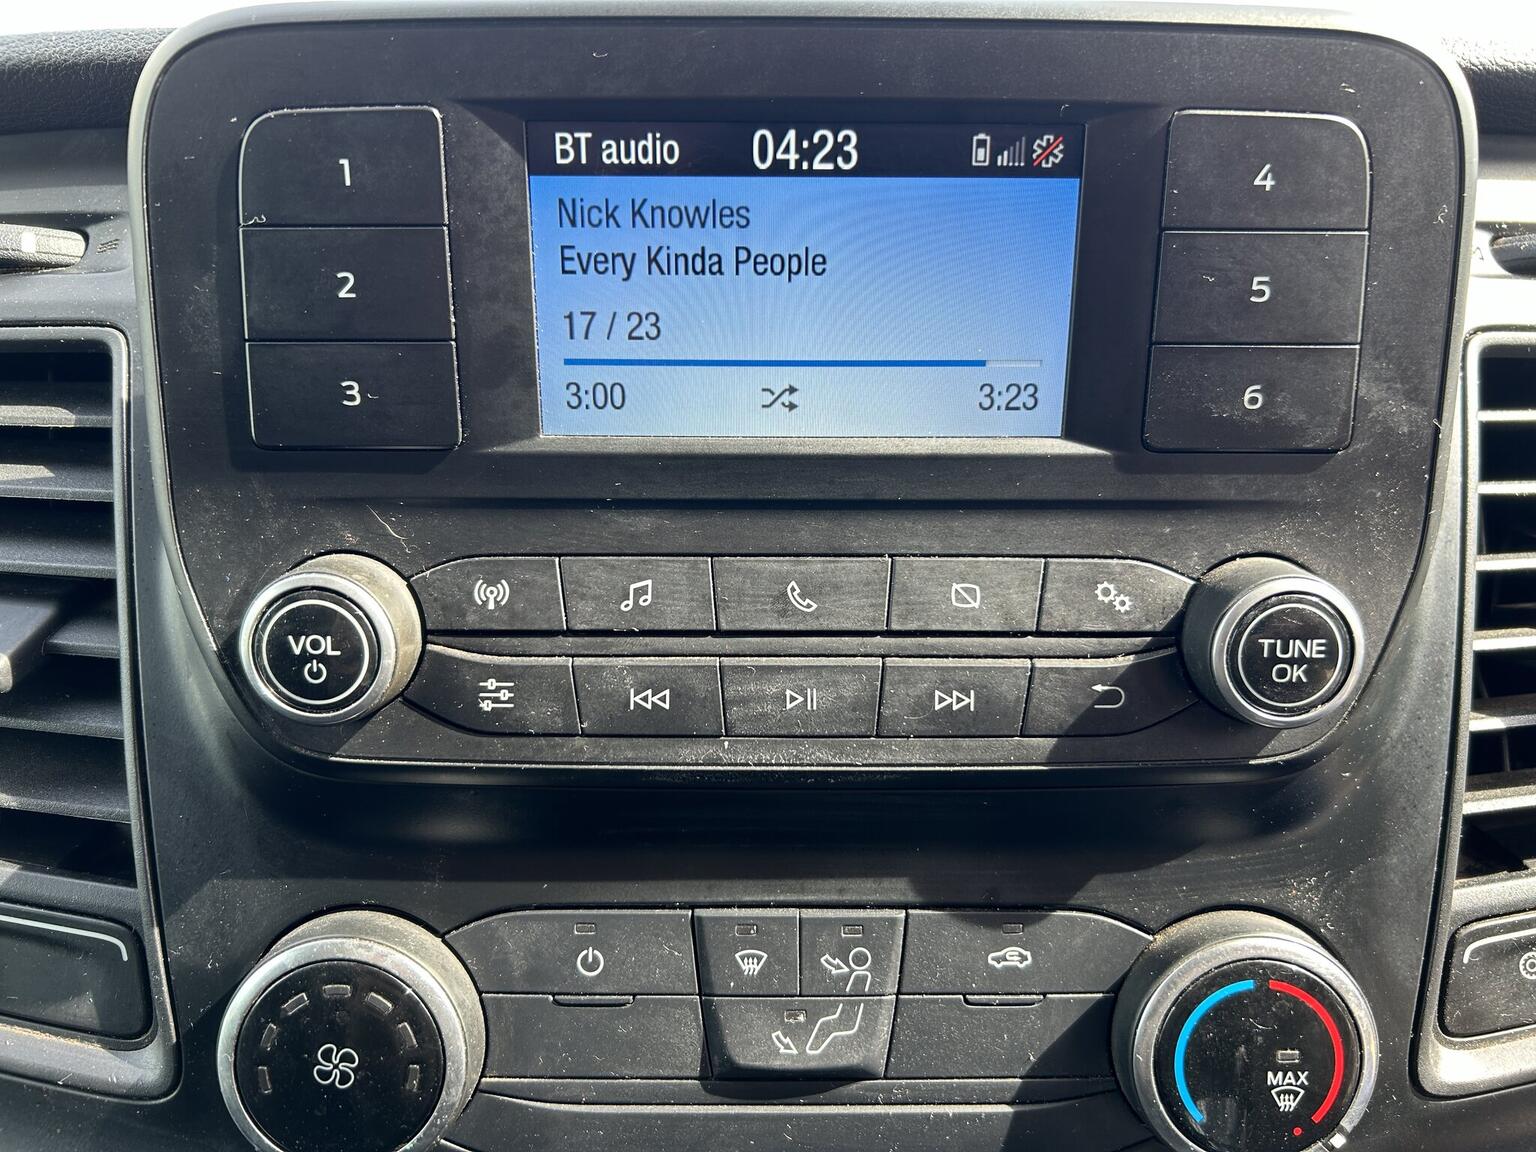 BT audio 04:23
Nick Knowles
Every Kinda People
17 / 23
3:00 3:23
1
2
3
4
5
6
VOL
TUNE
OK
MAX